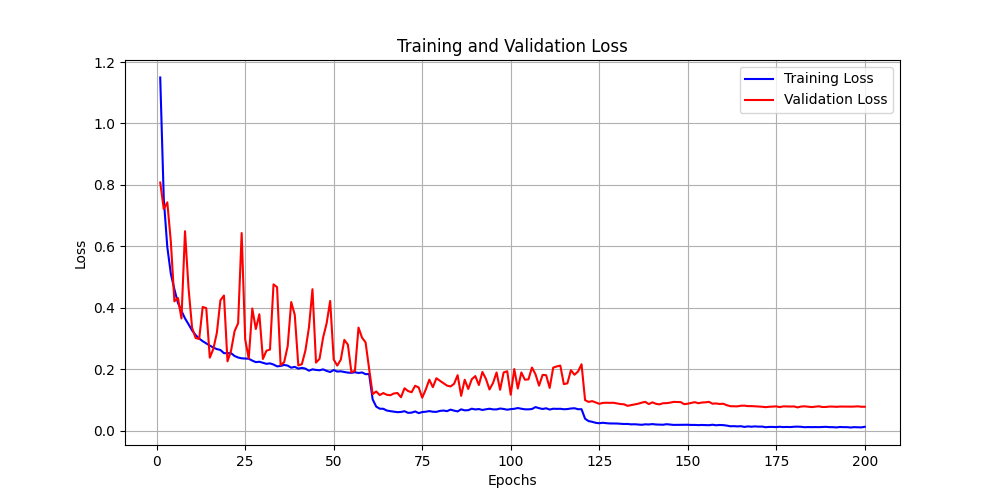 Training and Validation Loss
Training Loss
Validation Loss
Loss
1.2
1.0
0.8
0.6
0.4
0.2
0.0
0 25 50 75 100 125 150 175 200
Epochs